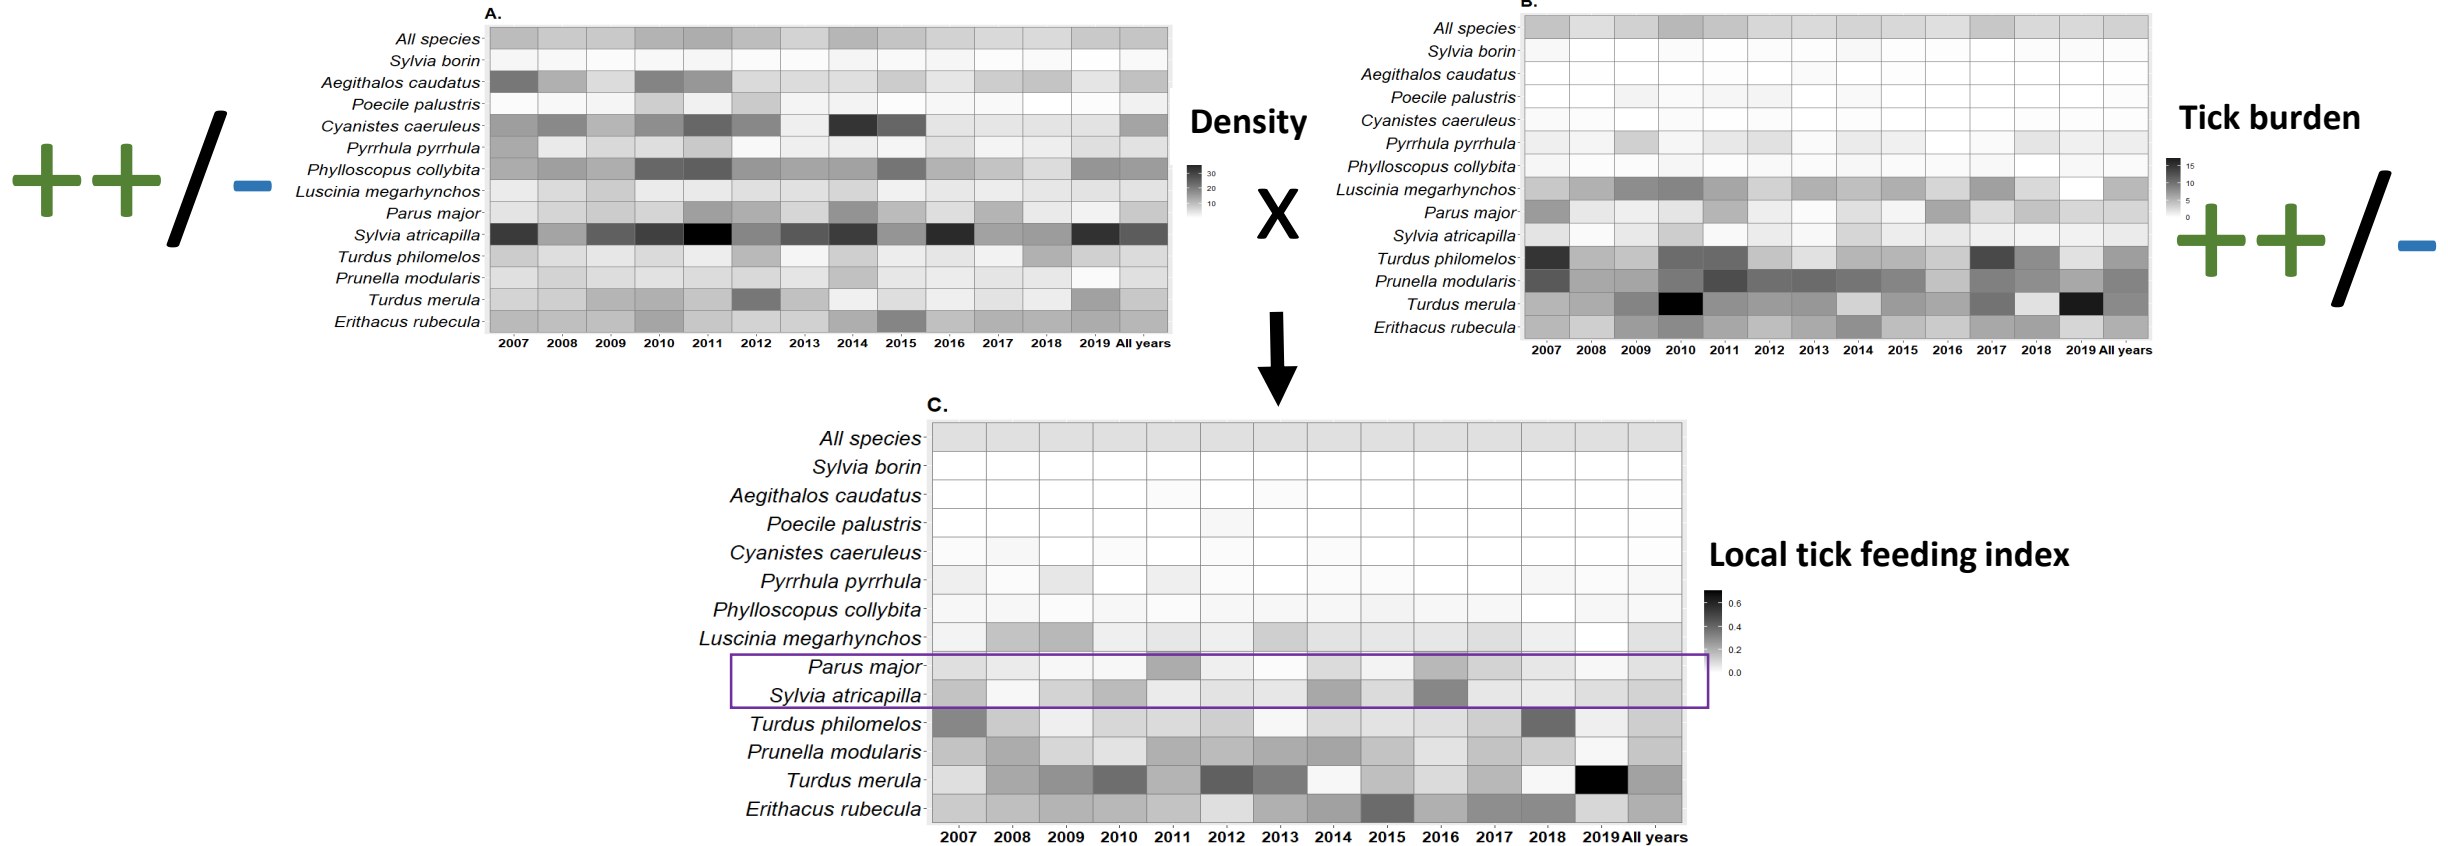 A.
All species
Sylvia borin
Aegithalos caudatus
Poecile palustris
Cyanistes caeruleus
Pyrrhula pyrrhula
Phylloscopus collybita
Luscinia megarhynchos
Parus major
Sylvia atricapilla
Turdus philomelos
Prunella modularis
Turdus merula
Erithacus rubecula
2007 2008 2009 2010 2011 2012 2013 2014 2015 2016 2017 2018 2019 All years
++/-
Density
30
20
10
X
B.
All species
Sylvia borin
Aegithalos caudatus
Poecile palustris
Cyanistes caeruleus
Pyrrhula pyrrhula
Phylloscopus collybita
Luscinia megarhynchos
Parus major
Sylvia atricapilla
Turdus philomelos
Prunella modularis
Turdus merula
Erithacus rubecula
2007 2008 2009 2010 2011 2012 2013 2014 2015 2016 2017 2018 2019 All years
Tick burden
15
10
5
0
++/-
C.
All species
Sylvia borin
Aegithalos caudatus
Poecile palustris
Cyanistes caeruleus
Pyrrhula pyrrhula
Phylloscopus collybita
Luscinia megarhynchos
Parus major
Sylvia atricapilla
Turdus philomelos
Prunella modularis
Turdus merula
Erithacus rubecula
2007 2008 2009 2010 2011 2012 2013 2014 2015 2016 2017 2018 2019 All years
Local tick feeding index
0.6
0.4
0.2
0.0